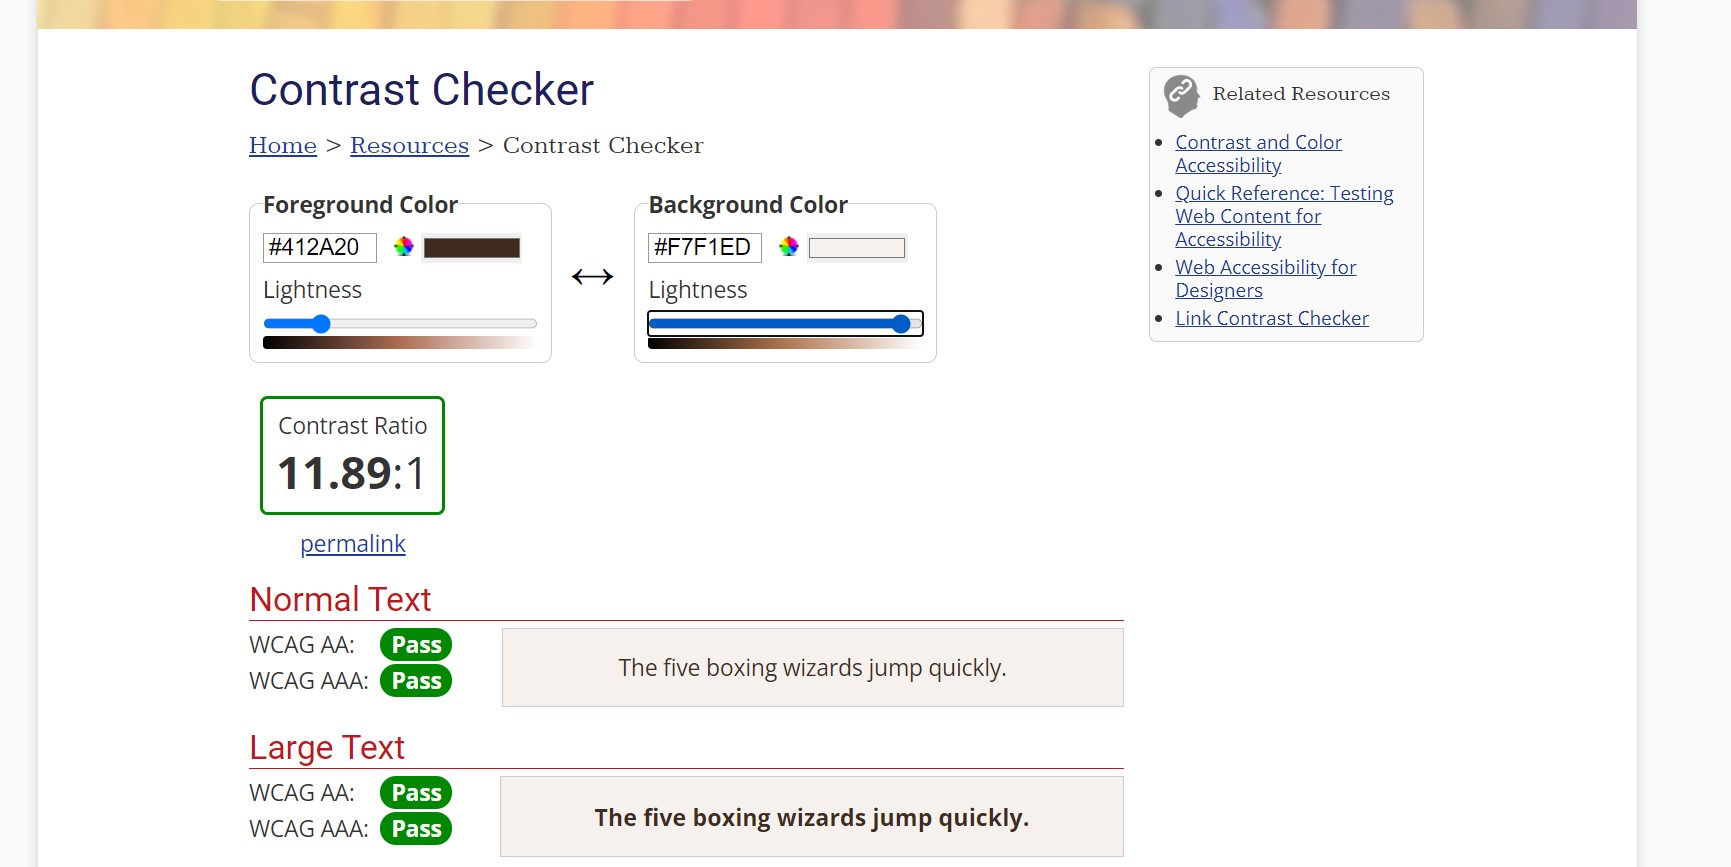 Contrast Checker
Home > Resources > Contrast Checker
Foreground Color
#412A20
Lightness
Background Color
#F7F1ED
Lightness
Contrast Ratio
11.89:1
permalink
Normal Text
WCAG AA: Pass
WCAG AAA: Pass
The five boxing wizards jump quickly.
Large Text
WCAG AA: Pass
WCAG AAA: Pass
The five boxing wizards jump quickly.
Related Resources
Contrast and Color
Accessibility
Quick Reference: Testing
Web Content for
Accessibility
Web Accessibility for
Designers
Link Contrast Checker